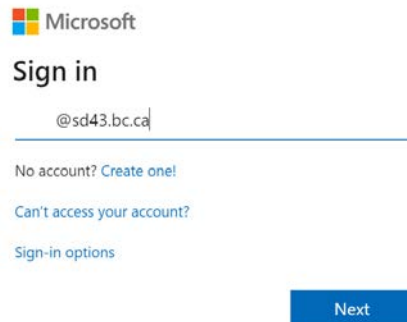 Microsoft
Sign in
@sd43.bc.ca
No account? Create one!
Can't access your account?
Sign-in options
Next